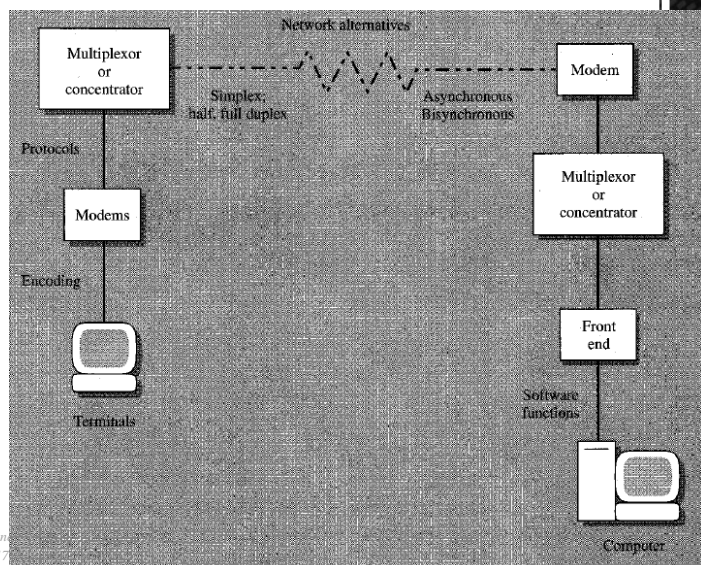 Network alternatives
Multiplexor
or
concentrator
Modem
Simplex;
half, full duplex
Asynchronous
Bisynchronous
Protocols
Multiplexor
or
concentrator
Modems
Encoding
Front
end
Software
functions
Terminals
Computer